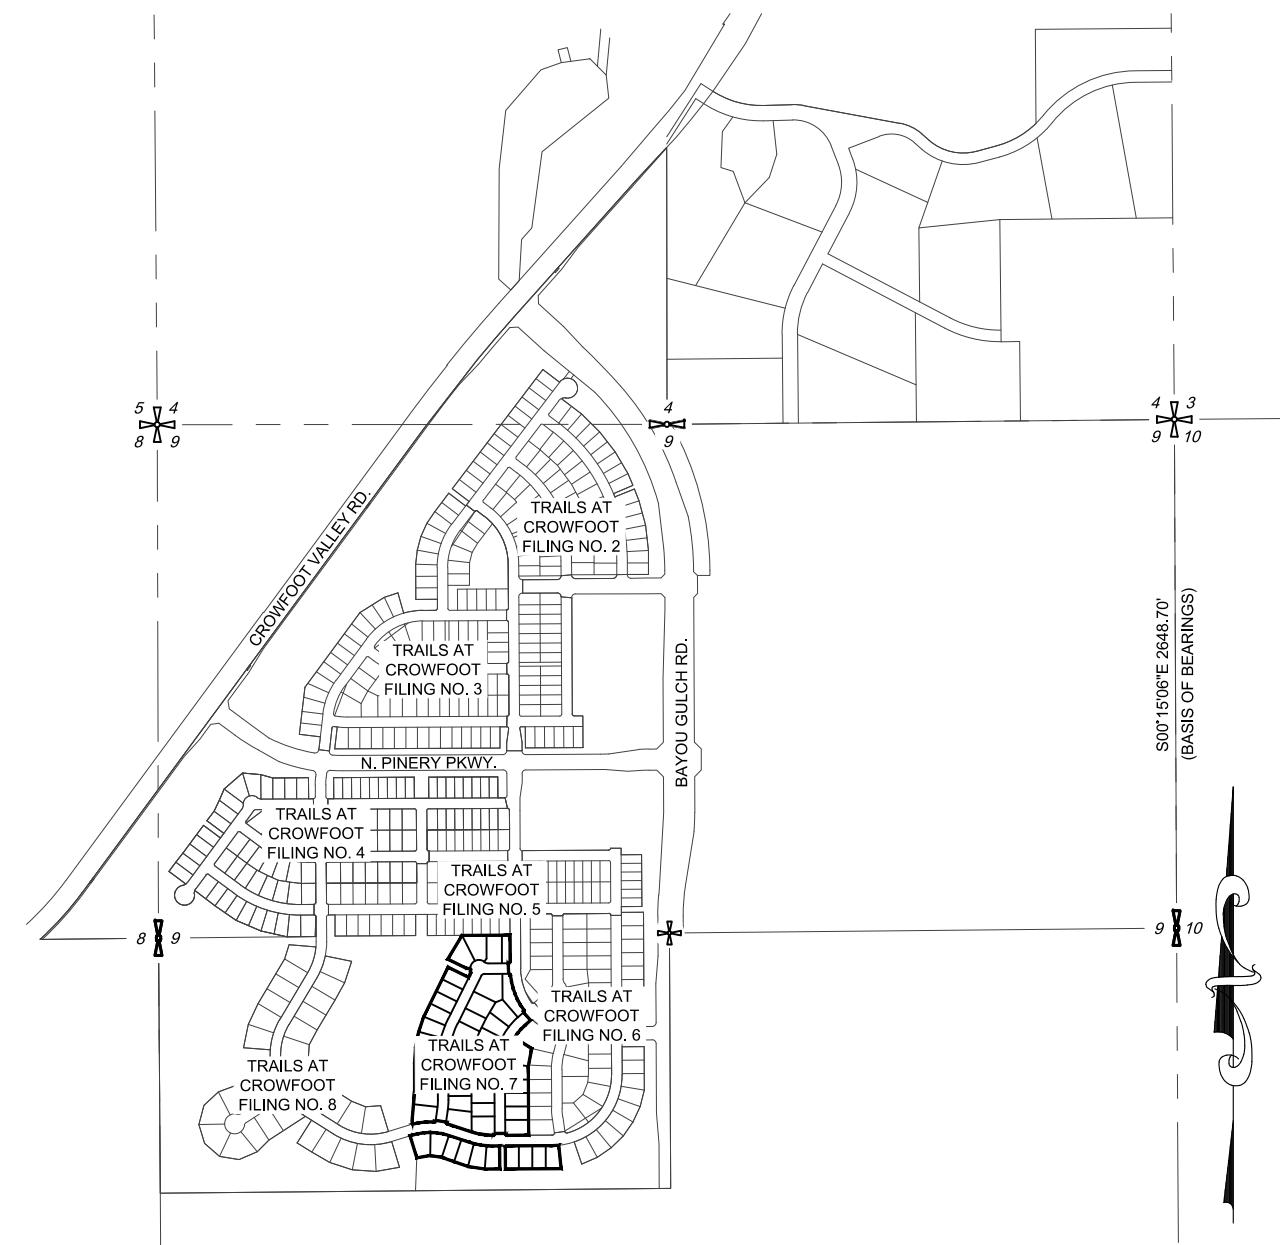 5 4
8 9
4
9
4 3
9 10
TRAILS AT
CROWFOOT
FILING NO. 2
CROWFOOT VALLEY RD.
TRAILS AT
CROWFOOT
FILING NO. 3
BAYOU GULCH RD.
S00°15'06"E 2648.70'
(BASIS OF BEARINGS)
N. PINERY PKWY.
TRAILS AT
CROWFOOT
FILING NO. 4
TRAILS AT
CROWFOOT
FILING NO. 5
8 9
9 10
TRAILS AT
CROWFOOT
FILING NO. 6
TRAILS AT
CROWFOOT
FILING NO. 7
TRAILS AT
CROWFOOT
FILING NO. 8